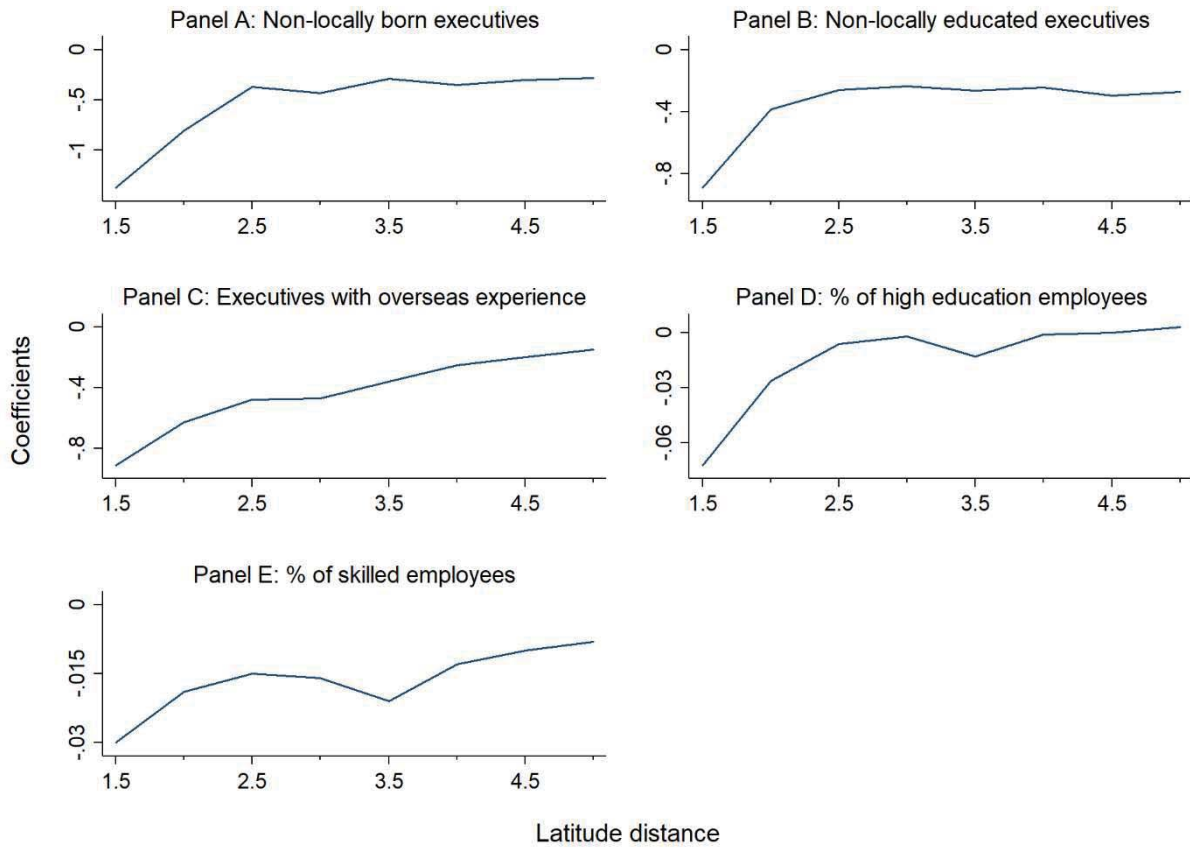 Panel A: Non-locally born executives
0
-.5
-1
1.5 2.5 3.5 4.5
Panel B: Non-locally educated executives
0
-.4
-.8
1.5 2.5 3.5 4.5
Panel C: Executives with overseas experience
0
-.4
-.8
1.5 2.5 3.5 4.5
Panel D: % of high education employees
0
-.03
-.06
1.5 2.5 3.5 4.5
Coefficients
Panel E: % of skilled employees
0
-.015
-.03
1.5 2.5 3.5 4.5
Latitude distance